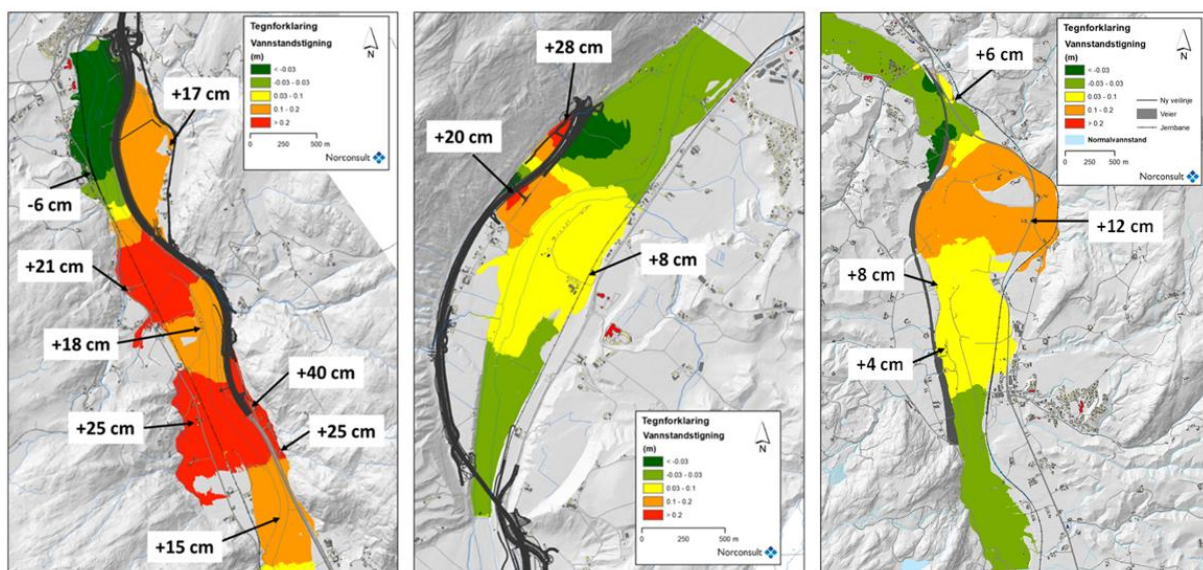 Tegnforklaring
Vannstandstigning
(m)
< -0.03
-0.03 - 0.03
0.03 - 0.1
0.1 - 0.2
> 0.2
0 250 500 m
N
Norconsult
+17 cm
-6 cm
+21 cm
+18 cm
+40 cm
+25 cm
+25 cm
+15 cm
+28 cm
+20 cm
+8 cm
Tegnforklaring
Vannstandstigning
(m)
< -0.03
-0.03 - 0.03
0.03 - 0.1
0.1 - 0.2
> 0.2
0 250 500 m
N
Norconsult
+6 cm
Tegnforklaring
Vannstandstigning
(m)
< -0.03
-0.03 - 0.03
0.03 - 0.1
0.1 - 0.2
> 0.2
Ny veilinje
Veier
Jernbane
Normalvannstand
0 250 500 m
N
Norconsult
+12 cm
+8 cm
+4 cm